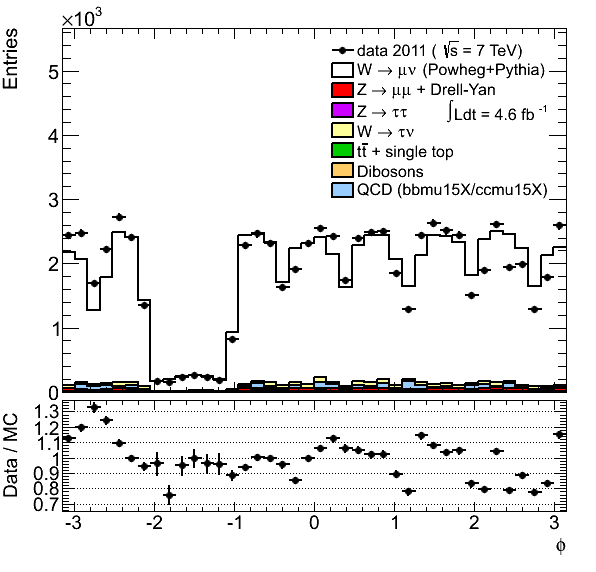 ×10³
Entries
5
4
3
2
1
0
data 2011 ( √s = 7 TeV)
W → μν (Powheg+Pythia)
Z → μμ + Drell-Yan
Z → ττ
∫Ldt = 4.6 fb⁻¹
W → τν
tt̄ + single top
Dibosons
QCD (bbmu15X/ccmu15X)
Data / MC
1.3
1.2
1.1
1
0.9
0.8
0.7
-3 -2 -1 0 1 2 3
ϕ